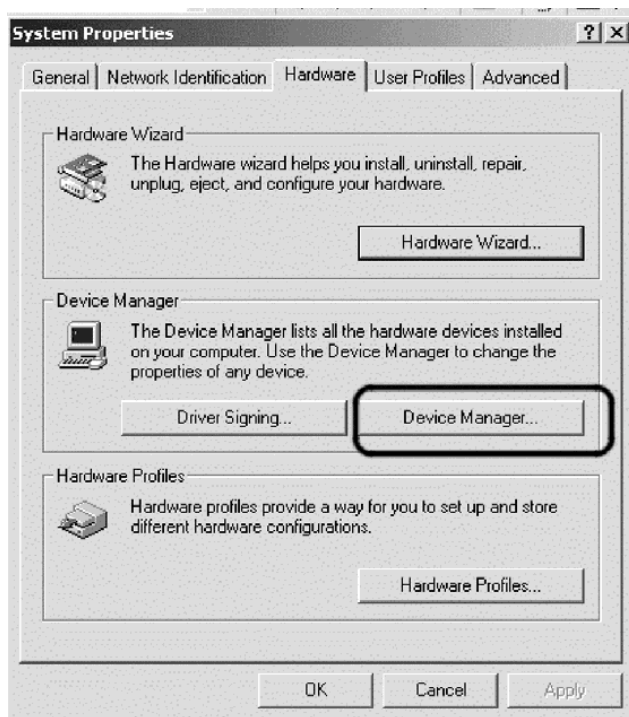 System Properties
? X
General Network Identification Hardware User Profiles Advanced
Hardware Wizard
The Hardware wizard helps you install, uninstall, repair,
unplug, eject, and configure your hardware.
Hardware Wizard...
Device Manager
The Device Manager lists all the hardware devices installed
on your computer. Use the Device Manager to change the
properties of any device.
Driver Signing... Device Manager...
Hardware Profiles
Hardware profiles provide a way for you to set up and store
different hardware configurations.
Hardware Profiles...
OK Cancel Apply